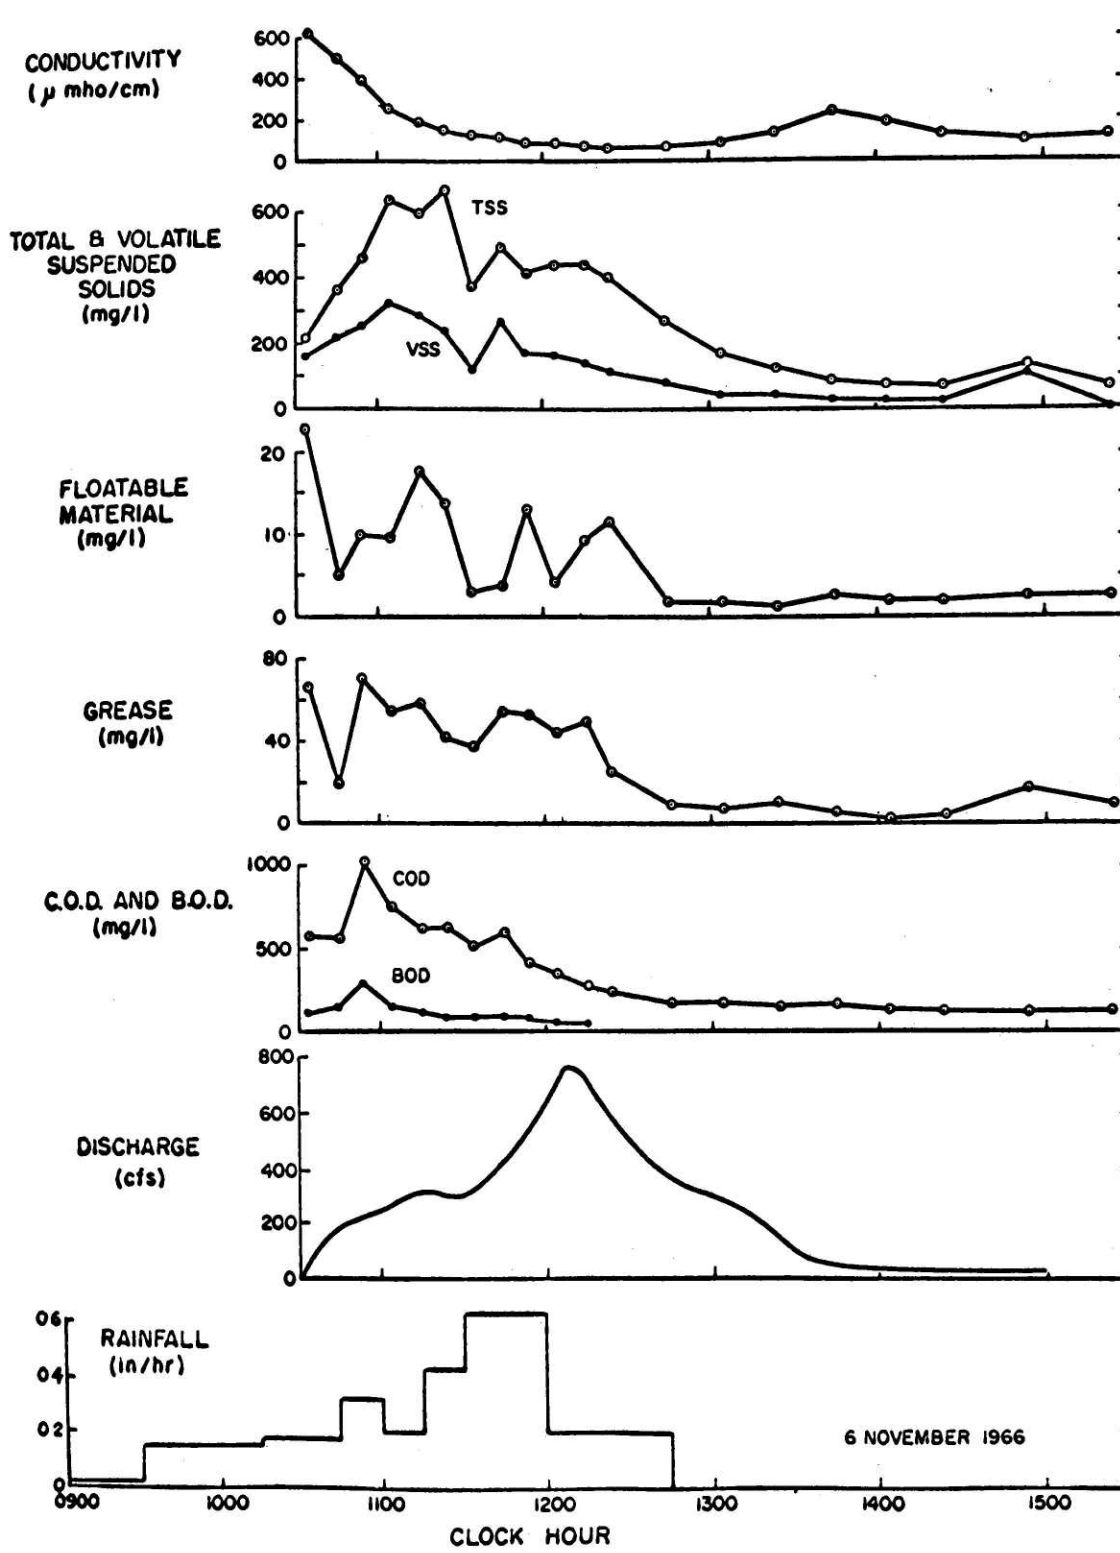 CONDUCTIVITY
(μ mho/cm)
600
400
200
0
TOTAL & VOLATILE
SUSPENDED
SOLIDS
(mg/l)
600
400
200
0
TSS
VSS
FLOATABLE
MATERIAL
(mg/l)
20
10
0
GREASE
(mg/l)
80
40
0
C.O.D. AND B.O.D.
(mg/l)
1000
500
0
COD
BOD
DISCHARGE
(cfs)
800
600
400
200
0
RAINFALL
(in/hr)
06
04
02
0
6 NOVEMBER 1966
0900 1000 1100 1200 1300 1400 1500
CLOCK HOUR